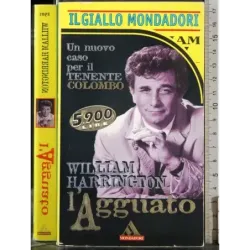 IL GIALLO MONDADORI
Un nuovo
caso
per il
TENENTE
COLOMBO
5.900
LIRE
WILLIAM
HARRINGTON
l'Agguato
MONDADORI
WILLIAM HARRINGTON
l'Agguato